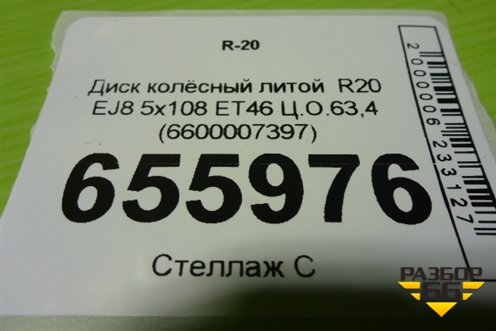 R-20
Диск колёсный литой R20
EJ8 5x108 ET46 Ц.О.63,4
(6600007397)
655976
Стеллаж С
2000006233127
РАЗБОР
66